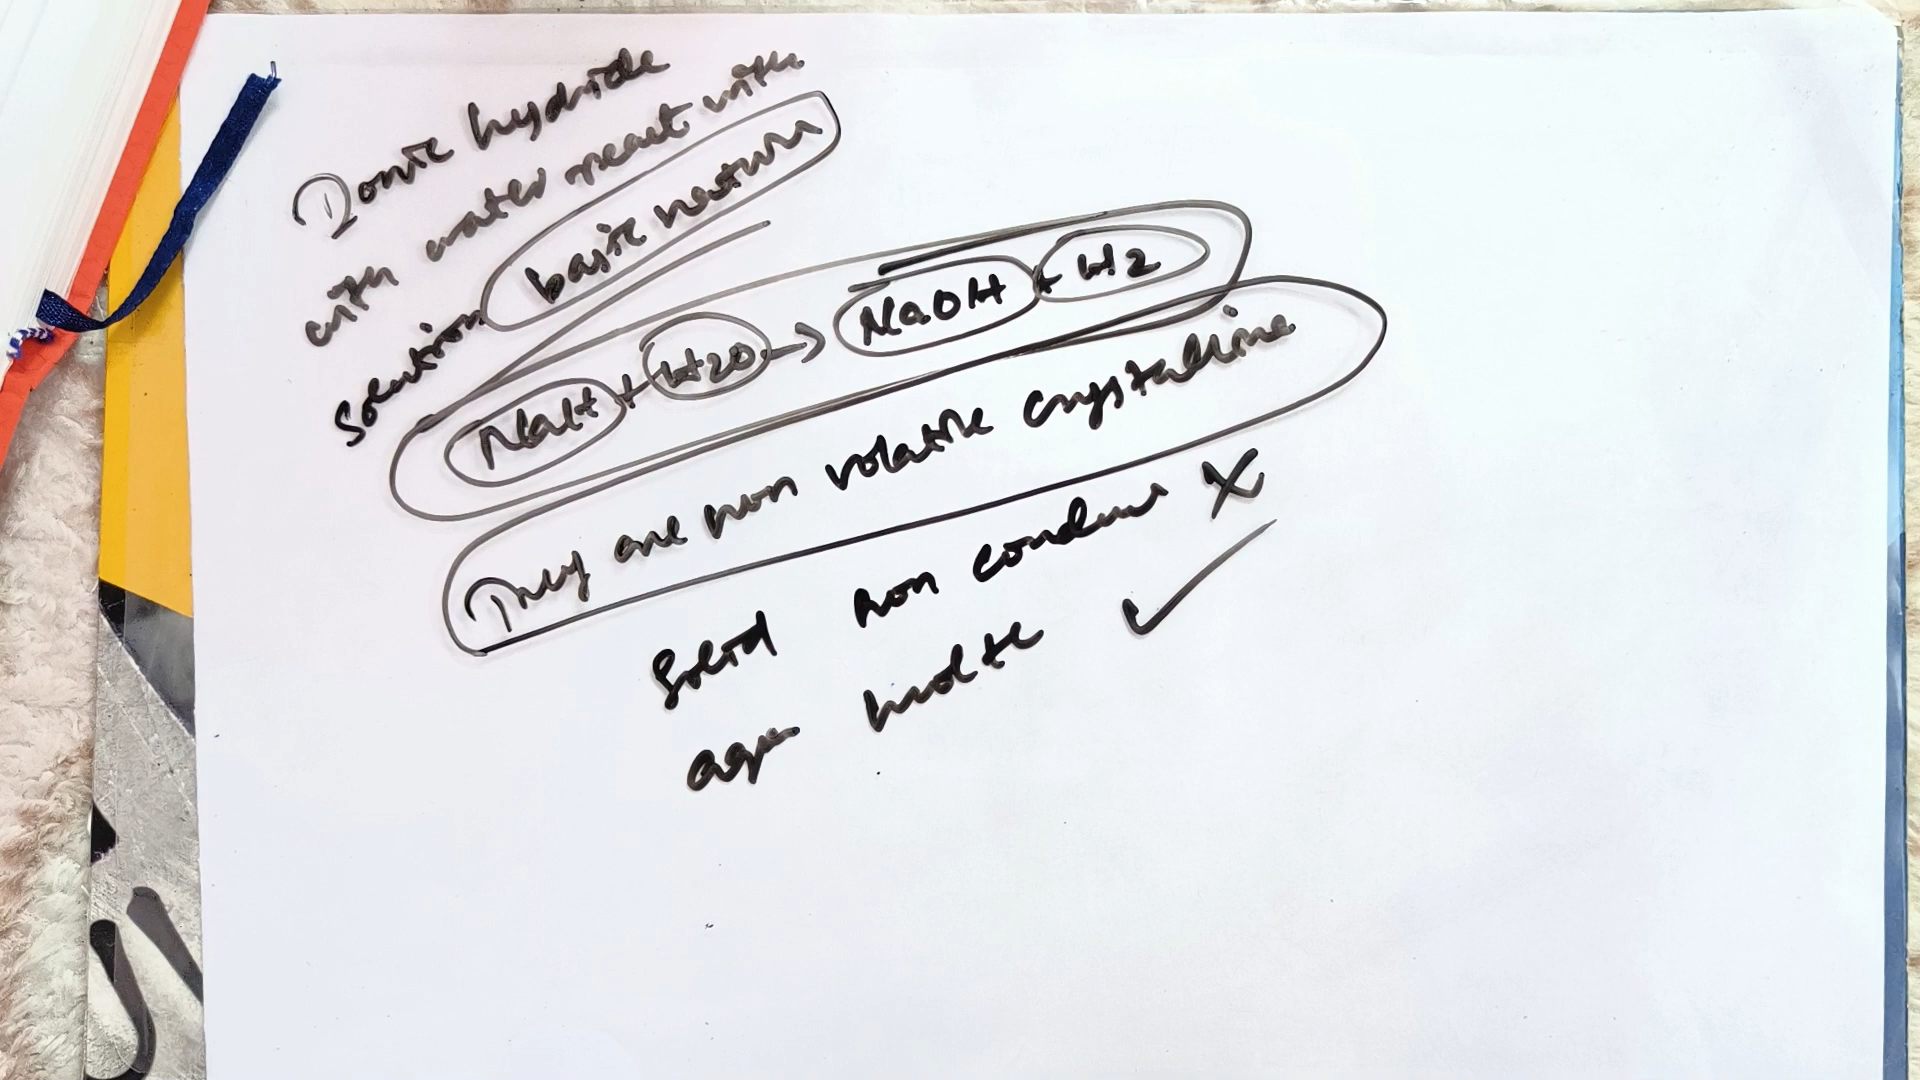 Ionic hydride
with water react with
solution basic nature
NaH + H2O -> NaOH + H2
They are non volatile crystalline
Solid non conduc X
aqu molte ✓